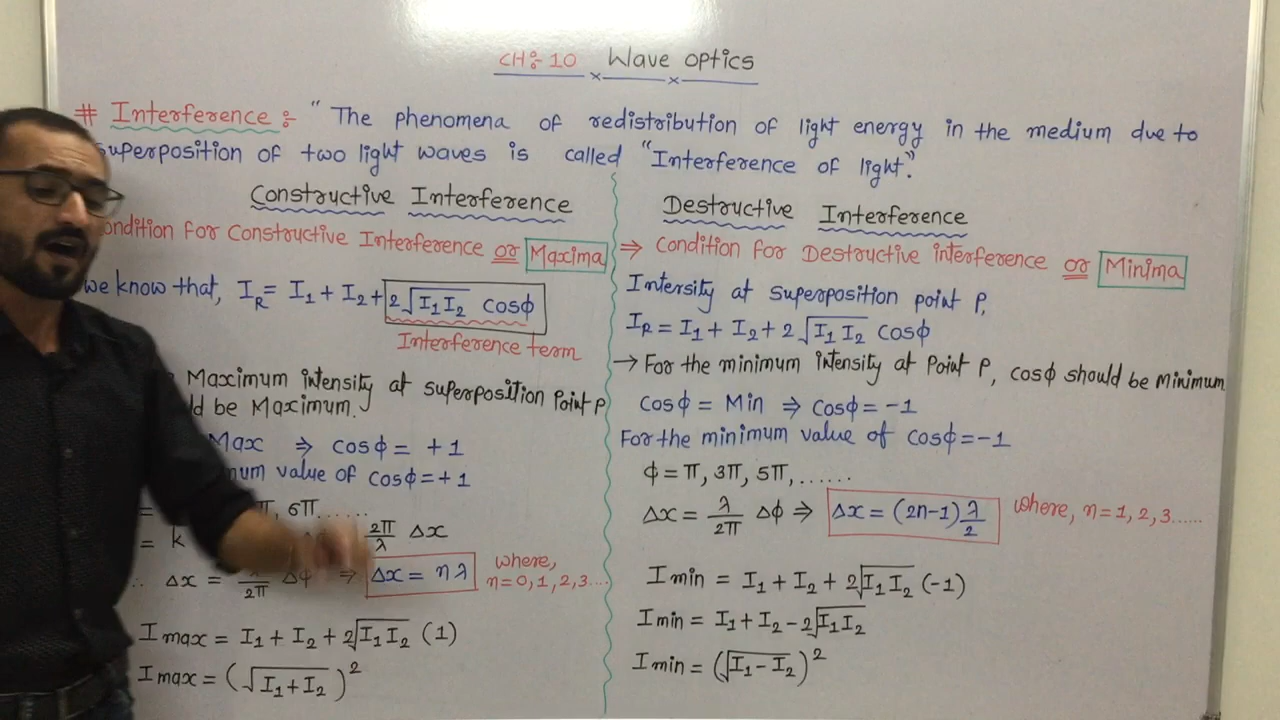 CH:- 10 Wave optics
# Interference :- "The phenomena of redistribution of light energy in the medium due to
superposition of two light waves is called "Interference of light".
Constructive Interference
Condition for Constructive Interference or Maxima
we know that, I_R = I₁ + I₂ + 2√(I₁I₂) cosϕ
Interference term
Maximum intensity at superposition Point P
be Maximum.
Max ⇒ cosϕ = +1
value of cosϕ = +1
π, 6π......
= k 2π/λ Δx
∴ Δx = /2π Δϕ ⇒ Δx = nλ where,
n = 0, 1, 2, 3....
I max = I₁ + I₂ + 2√(I₁I₂) (1)
I max = (√(I₁+I₂))²
Destructive Interference
⇒ Condition for Destructive interference or Minima
Intersity at superposition point P,
I_R = I₁ + I₂ + 2√(I₁I₂) cosϕ
→ For the minimum intensity at Point P, cosϕ should be minimum
cosϕ = Min ⇒ cosϕ = -1
For the minimum value of cosϕ = -1
ϕ = π, 3π, 5π, ......
Δx = λ/2π Δϕ ⇒ Δx = (2n-1) λ/2 where, n = 1, 2, 3......
I min = I₁ + I₂ + 2√(I₁I₂) (-1)
I min = I₁ + I₂ - 2√(I₁I₂)
I min = (√(I₁-I₂))²